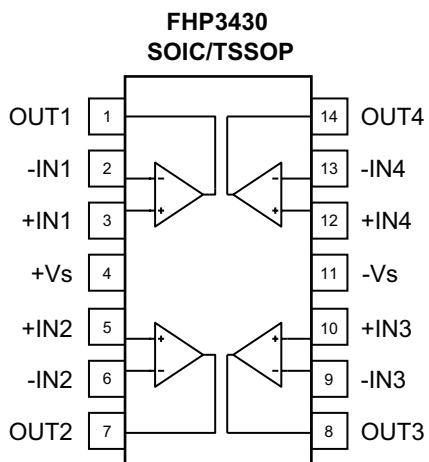 FHP3430
SOIC/TSSOP
OUT1 1 14 OUT4
-IN1 2 - - 13 -IN4
+IN1 3 + + 12 +IN4
+Vs 4 11 -Vs
+IN2 5 + + 10 +IN3
-IN2 6 - - 9 -IN3
OUT2 7 8 OUT3